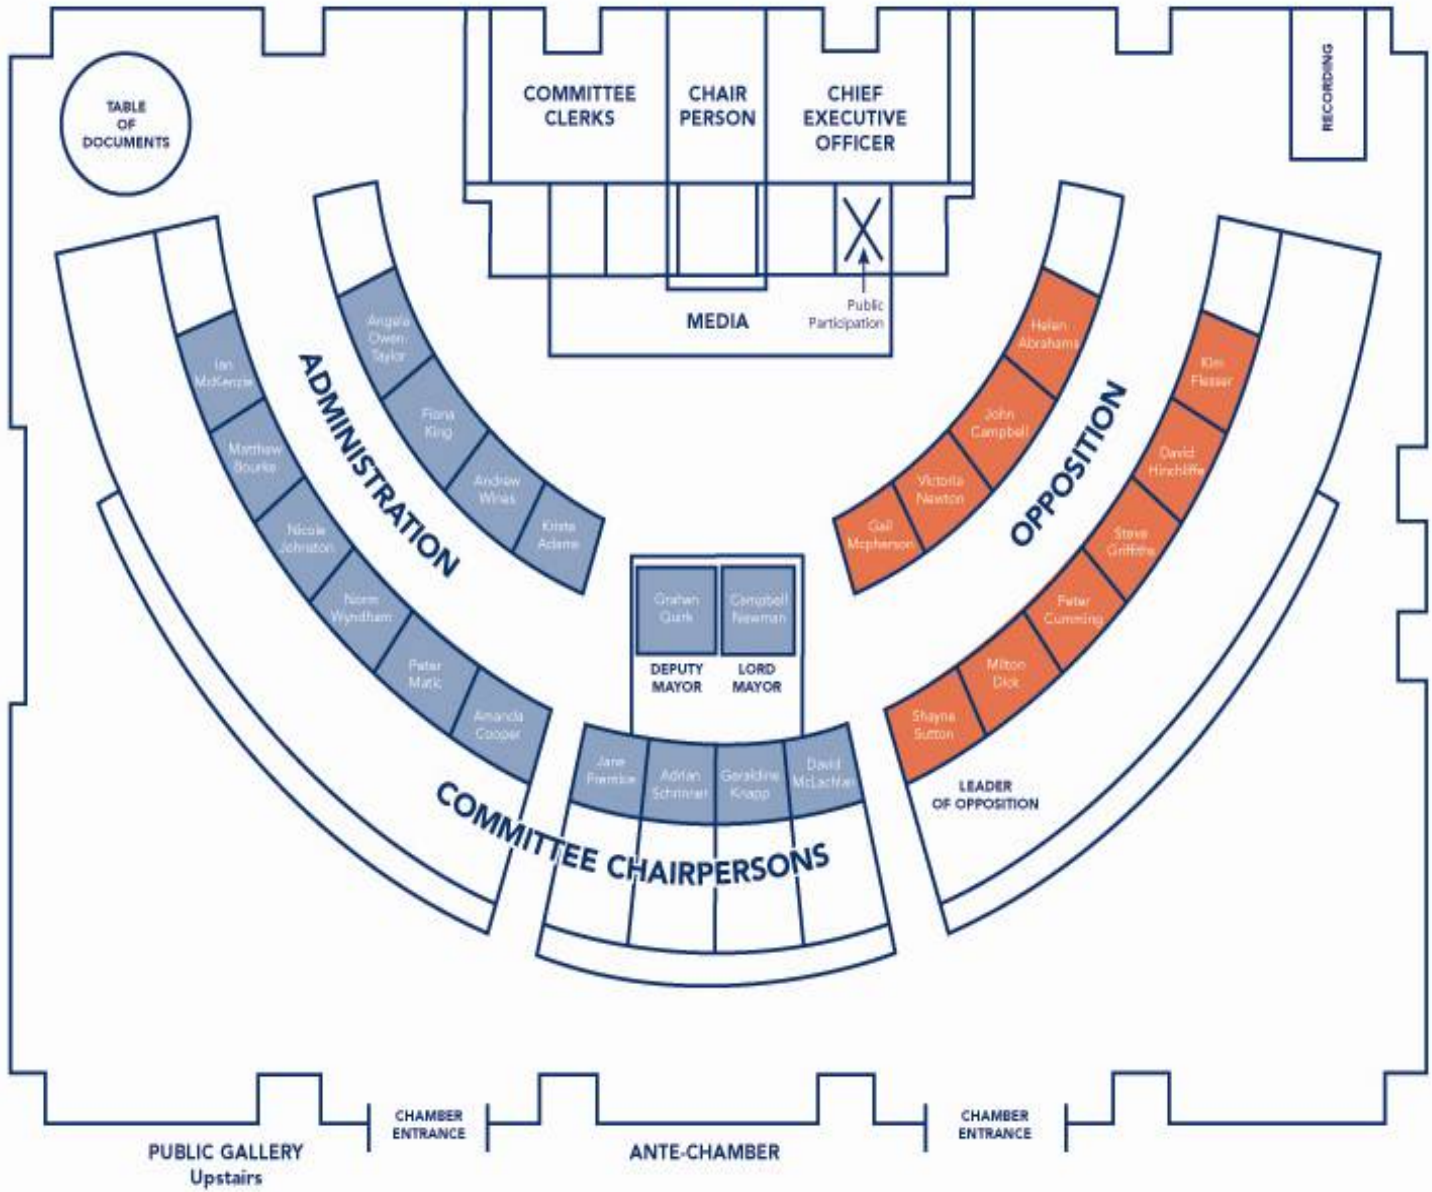 TABLE
OF
DOCUMENTS
COMMITTEE
CLERKS
CHAIR
PERSON
CHIEF
EXECUTIVE
OFFICER
RECORDING
MEDIA
Public
Participation
ADMINISTRATION
Angela
Owen-
Taylor
Fiona
King
Andrew
Wines
Krista
Adams
Ian
McKenzie
Matthew
Bourke
Nicole
Johnston
Norm
Wyndham
Peter
Matic
Amanda
Cooper
OPPOSITION
Helen
Abrahams
John
Campbell
Victoria
Newton
Gail
Mcpherson
Kim
Flesser
David
Hinchliffe
Steve
Griffiths
Peter
Cumming
Milton
Dick
Shayne
Sutton
LEADER
OF OPPOSITION
Graham
Quirk
Campbell
Newman
DEPUTY
MAYOR
LORD
MAYOR
Jane
Prentice
Adrian
Schrinner
Geraldine
Knapp
David
McLachlan
COMMITTEE CHAIRPERSONS
CHAMBER
ENTRANCE
CHAMBER
ENTRANCE
PUBLIC GALLERY
Upstairs
ANTE-CHAMBER